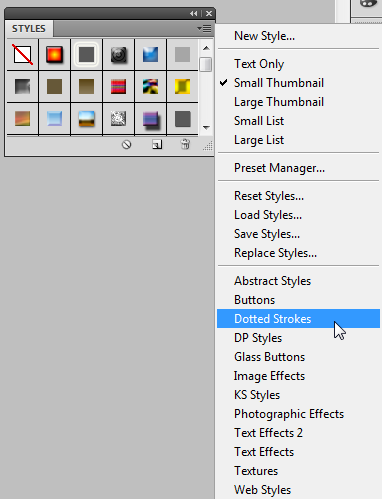 STYLES
New Style...
Text Only
Small Thumbnail
Large Thumbnail
Small List
Large List
Preset Manager...
Reset Styles...
Load Styles...
Save Styles...
Replace Styles...
Abstract Styles
Buttons
Dotted Strokes
DP Styles
Glass Buttons
Image Effects
KS Styles
Photographic Effects
Text Effects 2
Text Effects
Textures
Web Styles